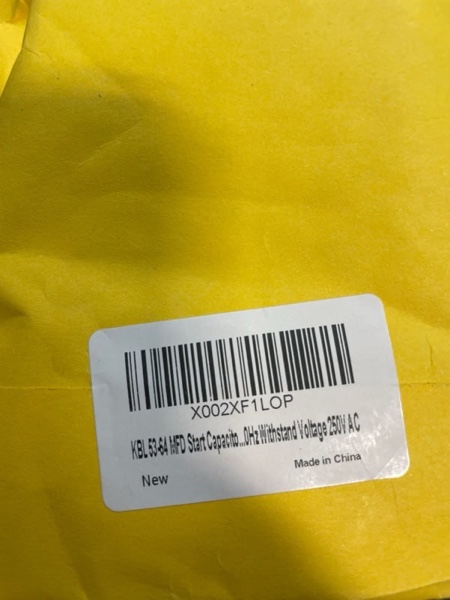 X002XF1LOP
KBL 53-64 MFD Start Capacito...0Hz Withstand Voltage 250V AC
New
Made in China